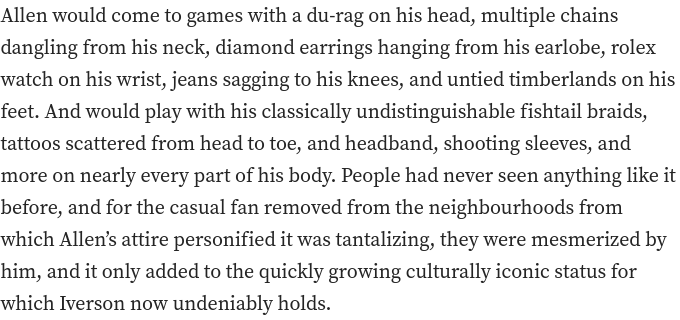 Allen would come to games with a du-rag on his head, multiple chains
dangling from his neck, diamond earrings hanging from his earlobe, rolex
watch on his wrist, jeans sagging to his knees, and untied timberlands on his
feet. And would play with his classically undistinguishable fishtail braids,
tattoos scattered from head to toe, and headband, shooting sleeves, and
more on nearly every part of his body. People had never seen anything like it
before, and for the casual fan removed from the neighbourhoods from
which Allen’s attire personified it was tantalizing, they were mesmerized by
him, and it only added to the quickly growing culturally iconic status for
which Iverson now undeniably holds.